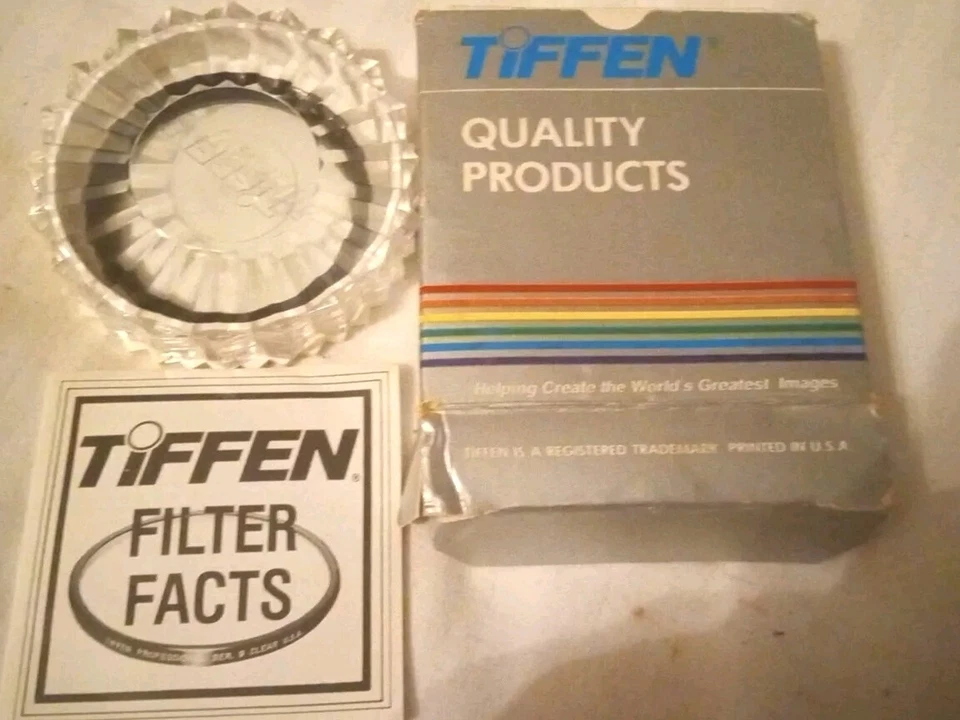 TIFFEN®
QUALITY
PRODUCTS
Helping Create the World's Greatest Images
TIFFEN IS A REGISTERED TRADEMARK PRINTED IN U.S.A.
TIFFEN®
FILTER
FACTS